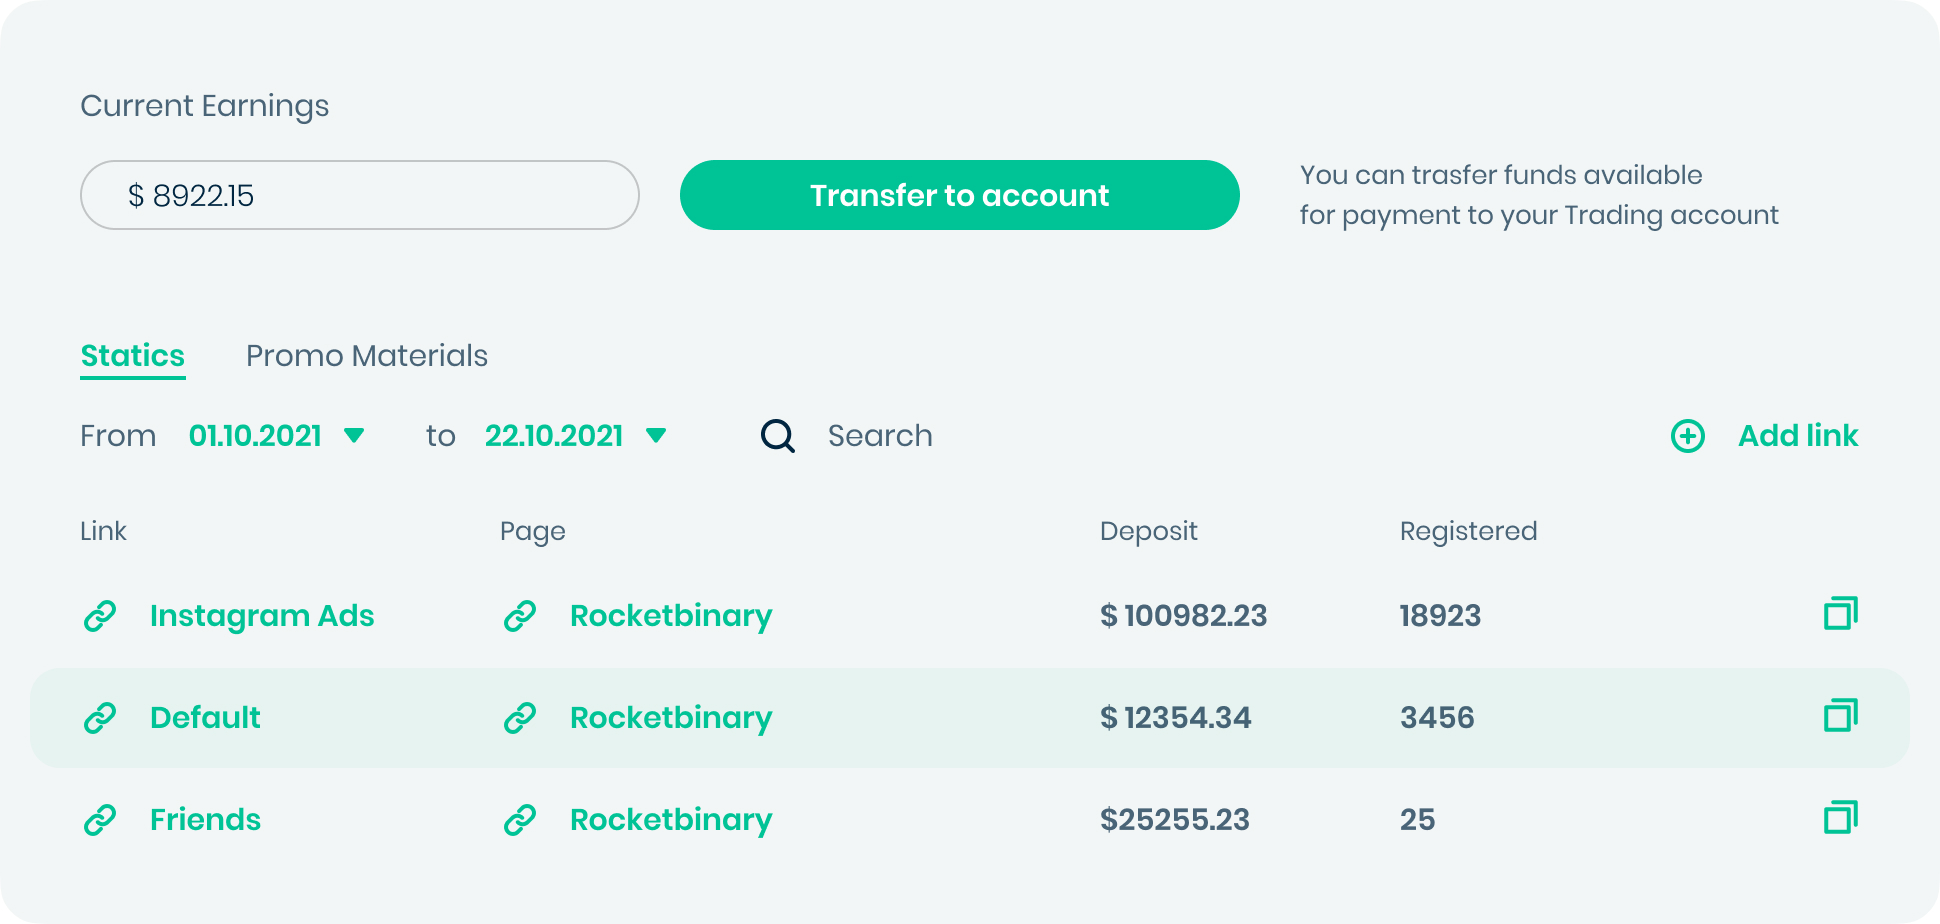 Current Earnings
$ 8922.15
Transfer to account
You can trasfer funds available
for payment to your Trading account
Statics Promo Materials
From 01.10.2021 to 22.10.2021 Search Add link
Link Page Deposit Registered
Instagram Ads Rocketbinary $ 100982.23 18923
Default Rocketbinary $ 12354.34 3456
Friends Rocketbinary $25255.23 25